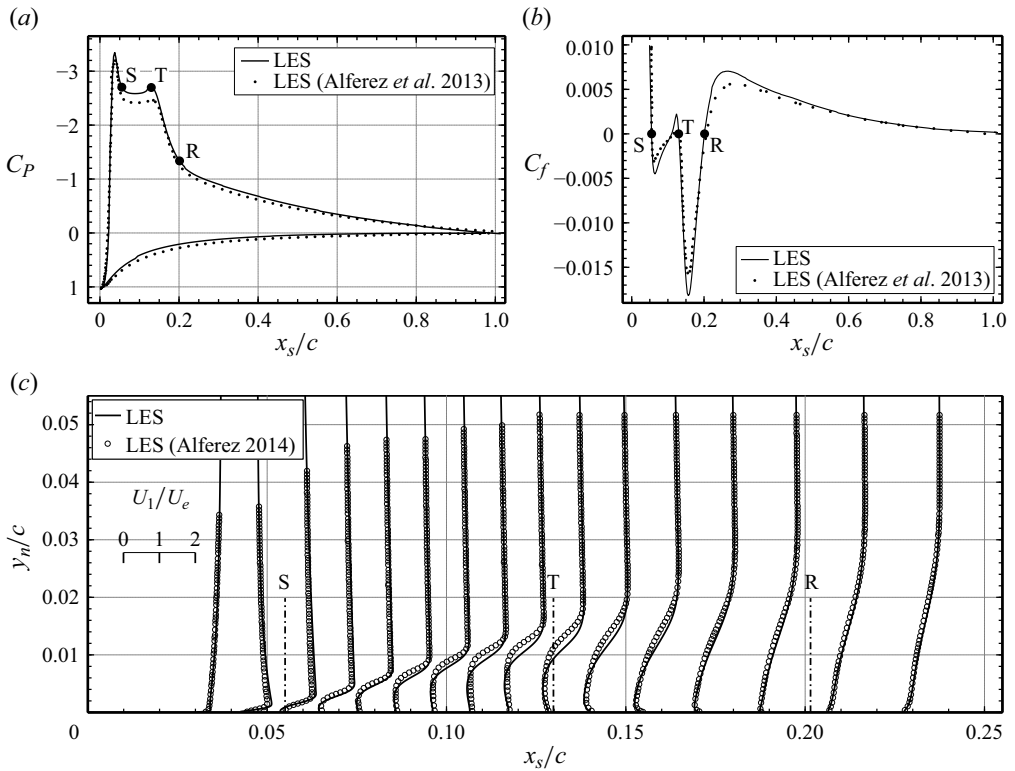 (a)
−3
−2
−1
0
1
C_P
S
T
R
LES
LES (Alferez et al. 2013)
0
0.2
0.4
0.6
0.8
1.0
x_s/c
(b)
0.010
0.005
0
−0.005
−0.010
−0.015
C_f
S
T
R
LES
LES (Alferez et al. 2013)
0
0.2
0.4
0.6
0.8
1.0
x_s/c
(c)
0.05
0.04
0.03
0.02
0.01
y_n/c
LES
LES (Alferez 2014)
U_1/U_e
0 1 2
S
T
R
0
0.05
0.10
0.15
0.20
0.25
x_s/c